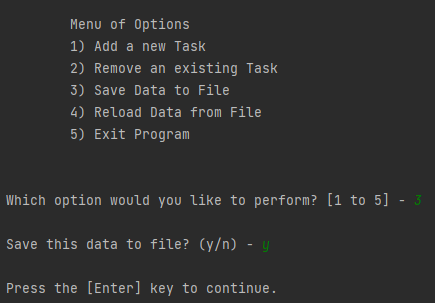 Menu of Options
1) Add a new Task
2) Remove an existing Task
3) Save Data to File
4) Reload Data from File
5) Exit Program
Which option would you like to perform? [1 to 5] - 3
Save this data to file? (y/n) - y
Press the [Enter] key to continue.